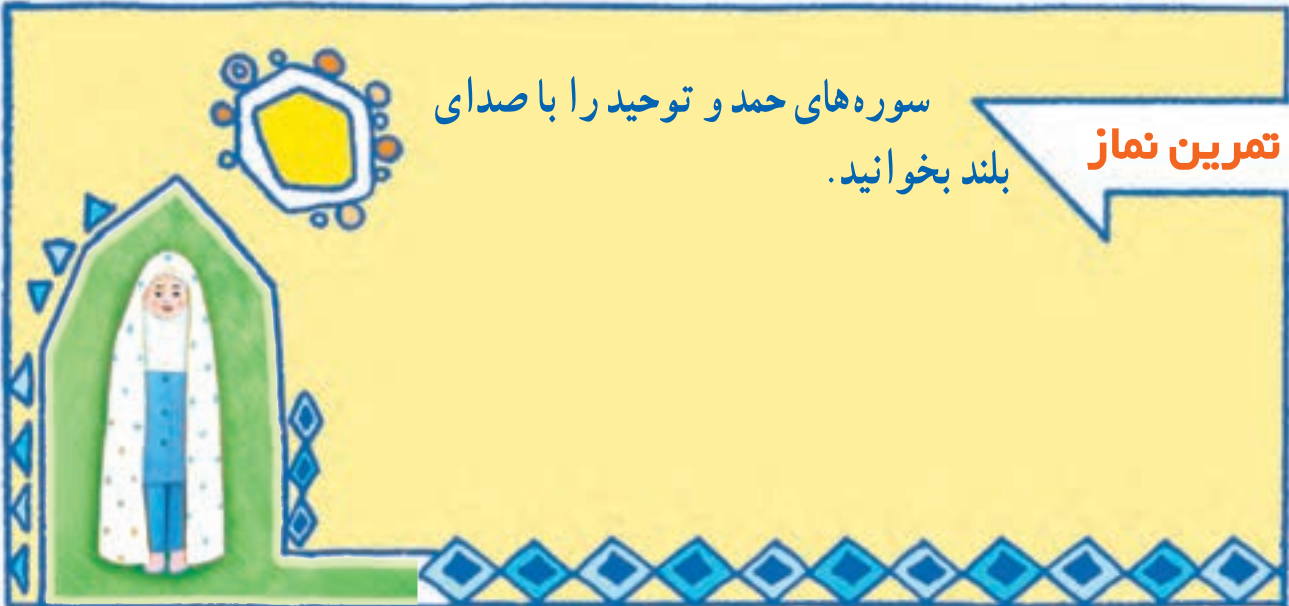 تمرین نماز
سوره‌های حمد و توحید را با صدای
بلند بخوانید.